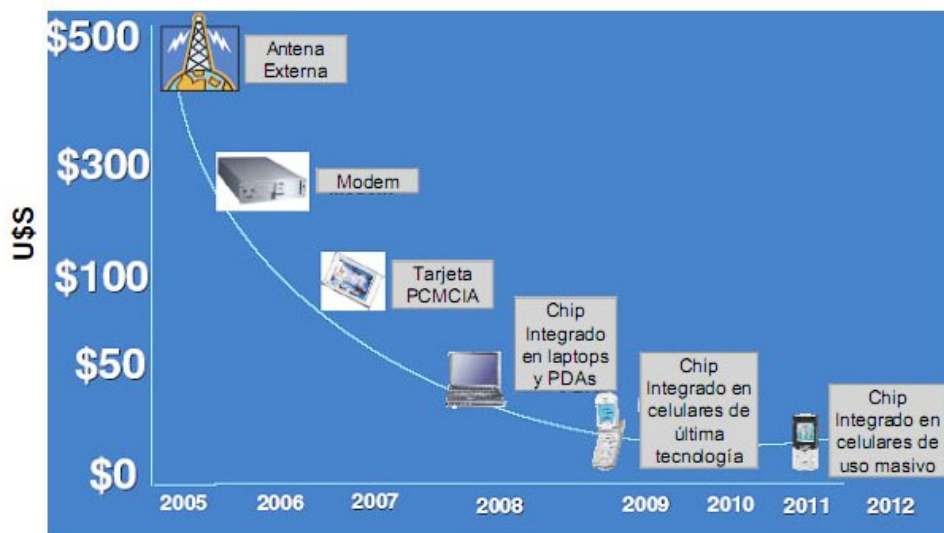 $500
$300
$100
$50
$0
U$S
Antena
Externa
Modem
Tarjeta
PCMCIA
Chip
Integrado
en laptops
y PDAs
Chip
Integrado en
celulares de
última
tecnología
Chip
Integrado en
celulares de
uso masivo
2005 2006 2007 2008 2009 2010 2011 2012